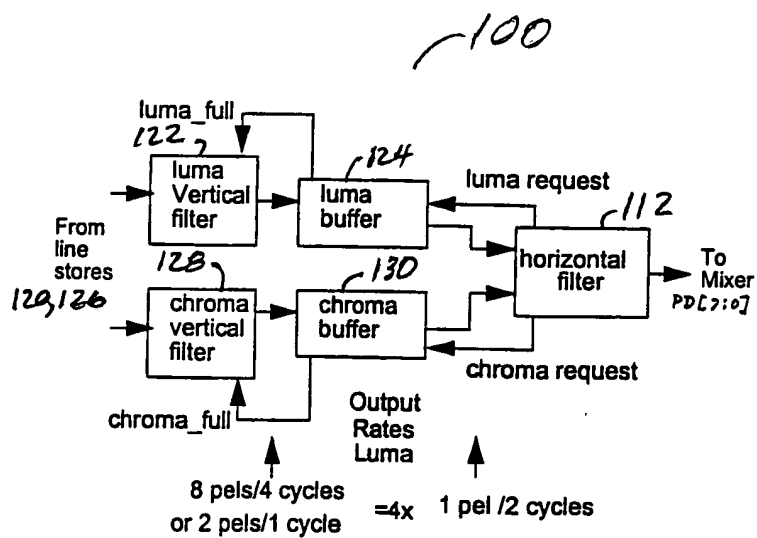 100
luma_full
122
luma
Vertical
filter
124
luma
buffer
luma request
112
From
line
stores
120,126
128
chroma
vertical
filter
130
chroma
buffer
horizontal
filter
To
Mixer
PD[7:0]
chroma request
chroma_full
Output
Rates
Luma
8 pels/4 cycles
or 2 pels/1 cycle
=4x
1 pel /2 cycles